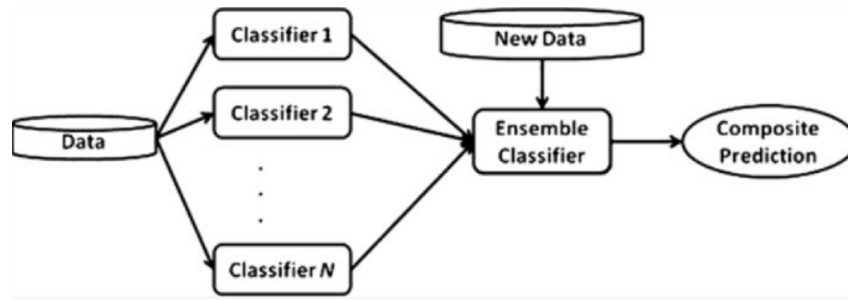 Classifier 1
New Data
Classifier 2
Data
Ensemble
Classifier
Composite
Prediction
Classifier N